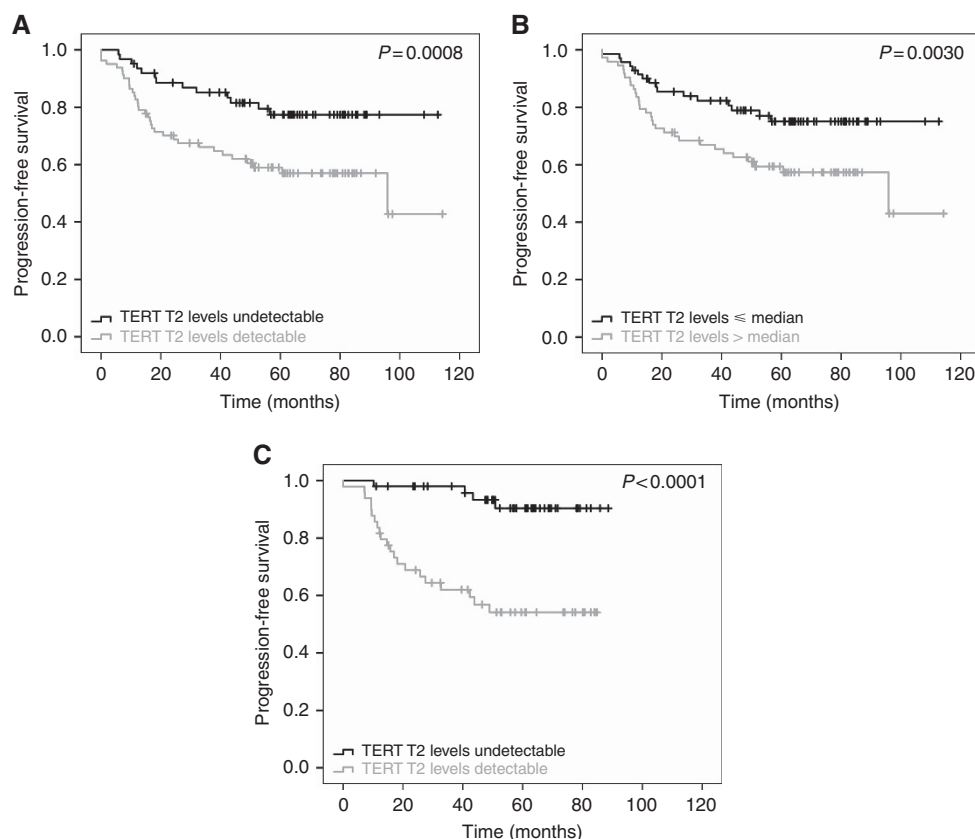 A
P=0.0008
Progression-free survival
1.0
0.8
0.6
0.4
0.2
0.0
TERT T2 levels undetectable
TERT T2 levels detectable
0 20 40 60 80 100 120
Time (months)
B
P=0.0030
Progression-free survival
1.0
0.8
0.6
0.4
0.2
0.0
TERT T2 levels ⩽ median
TERT T2 levels > median
0 20 40 60 80 100 120
Time (months)
C
P<0.0001
Progression-free survival
1.0
0.8
0.6
0.4
0.2
0.0
TERT T2 levels undetectable
TERT T2 levels detectable
0 20 40 60 80 100 120
Time (months)